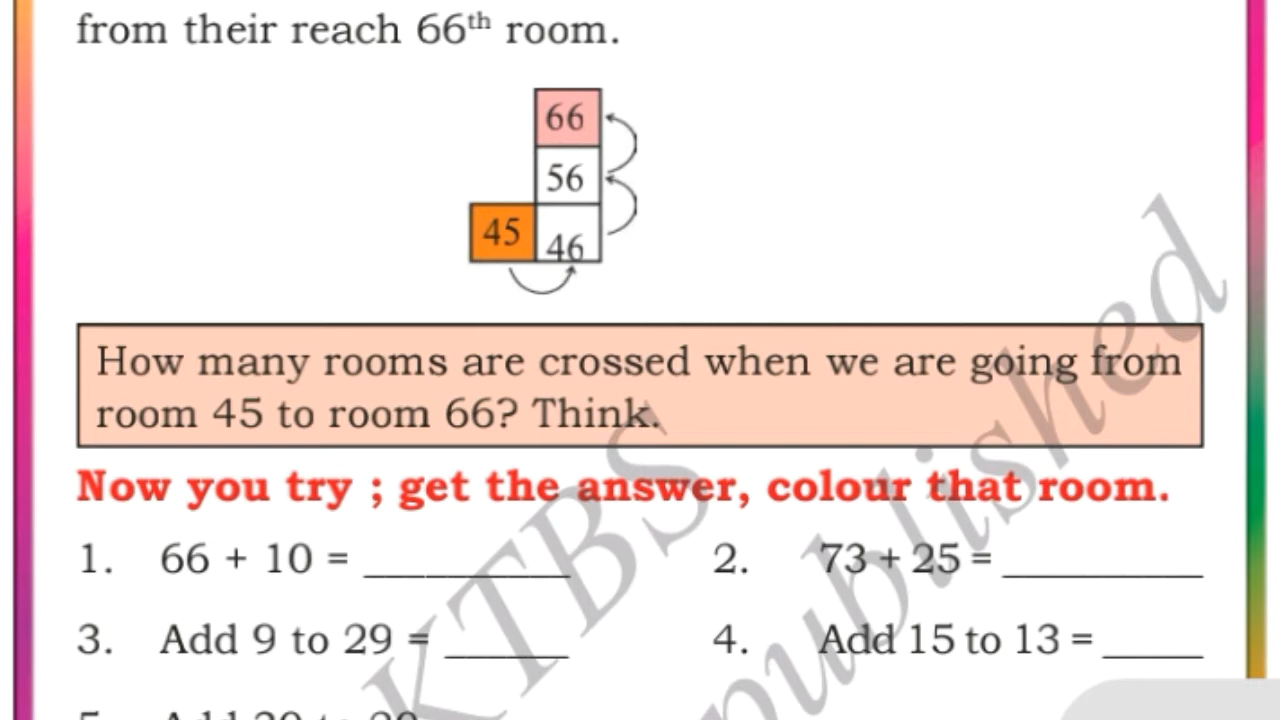 from their reach 66th room.
66
56
45 46
How many rooms are crossed when we are going from
room 45 to room 66? Think.
Now you try ; get the answer, colour that room.
1. 66 + 10 = ________
2. 73 + 25 = ________
3. Add 9 to 29 = ______
4. Add 15 to 13 = _____
KTBS
published